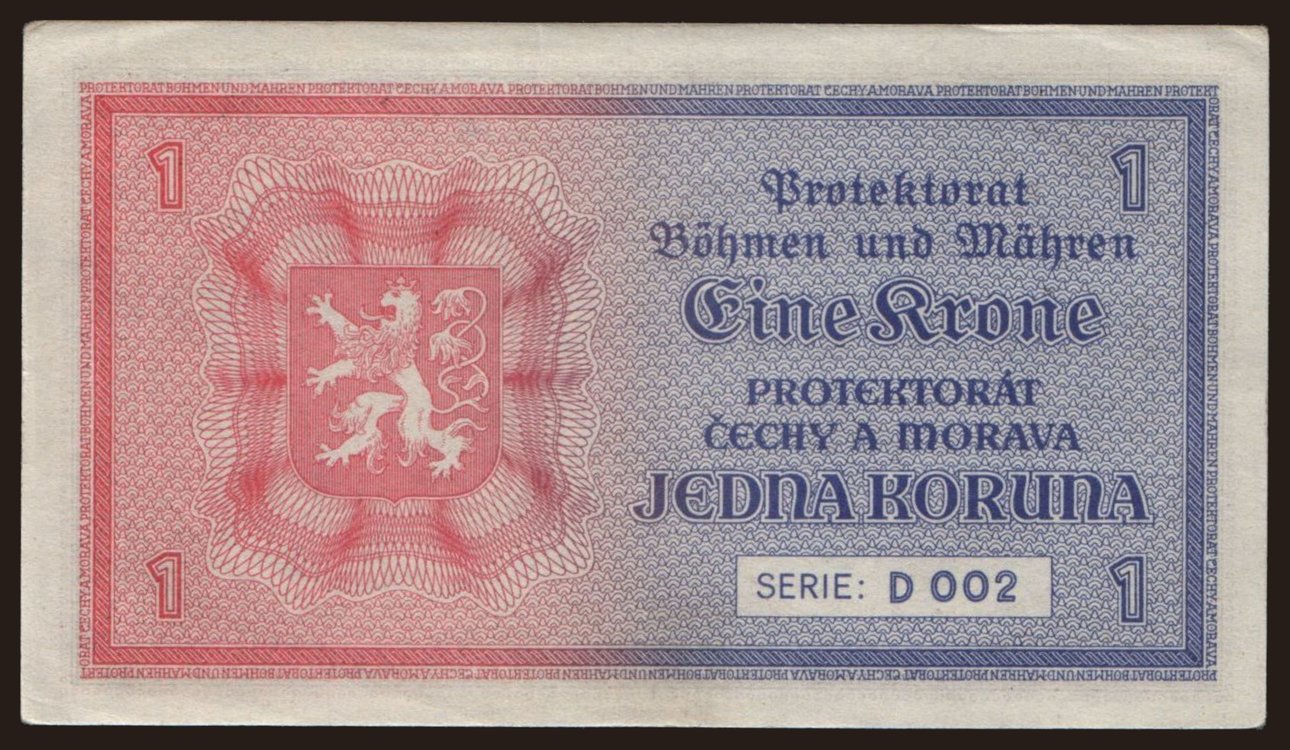 PROTEKTORAT BÖHMEN UND MÄHREN PROTEKTORAT ČECHY A MORAVA PROTEKTORAT BÖHMEN UND MÄHREN PROTEKTORAT ČECHY A MORAVA PROTEKTORAT BÖHMEN UND MÄHREN PROTEKT
1
1
Protektorat
Böhmen und Mähren
Eine Krone
PROTEKTORÁT
ČECHY A MORAVA
JEDNA KORUNA
SERIE: D 002
1
1